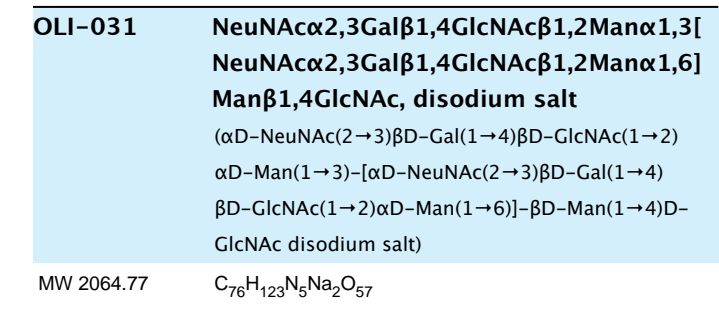 OLI-031 NeuNAcα2,3Galβ1,4GlcNAcβ1,2Manα1,3[
NeuNAcα2,3Galβ1,4GlcNAcβ1,2Manα1,6]
Manβ1,4GlcNAc, disodium salt
(αD-NeuNAc(2→3)βD-Gal(1→4)βD-GlcNAc(1→2)
αD-Man(1→3)-[αD-NeuNAc(2→3)βD-Gal(1→4)
βD-GlcNAc(1→2)αD-Man(1→6)]-βD-Man(1→4)D-
GlcNAc disodium salt)
MW 2064.77 C₇₆H₁₂₃N₅Na₂O₅₇